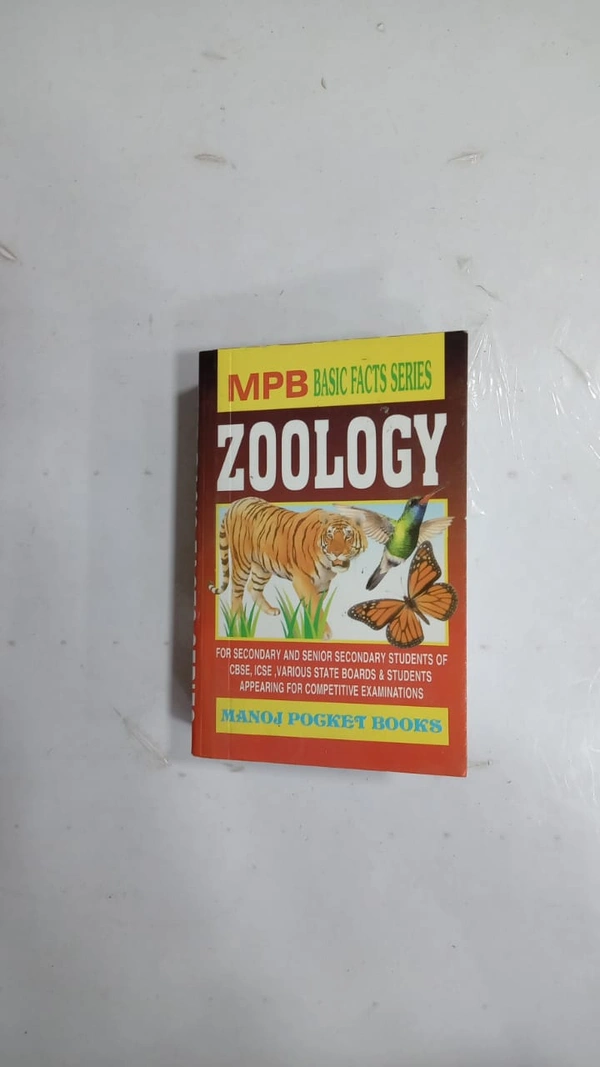 MPB BASIC FACTS SERIES
ZOOLOGY
FOR SECONDARY AND SENIOR SECONDARY STUDENTS OF
CBSE, ICSE ,VARIOUS STATE BOARDS & STUDENTS
APPEARING FOR COMPETITIVE EXAMINATIONS
MANOJ POCKET BOOKS